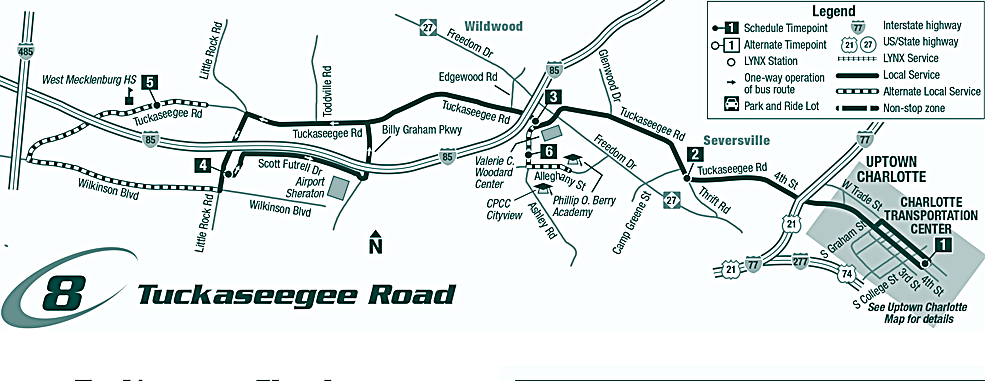 Legend
1 Schedule Timepoint
1 Alternate Timepoint
LYNX Station
One-way operation
of bus route
Park and Ride Lot
77 Interstate highway
21 27 US/State highway
LYNX Service
Local Service
Alternate Local Service
Non-stop zone
485
West Mecklenburg HS
5
Tuckaseegee Rd
Little Rock Rd
Toddville Rd
27
Wildwood
Freedom Dr
Edgewood Rd
85
Glenwood Dr
3
Tuckaseegee Rd
Tuckaseegee Rd
Billy Graham Pkwy
Tuckaseegee Rd
Seversville
2
Tuckaseegee Rd
4th St
77
85
85
4
Scott Futrell Dr
Airport
Sheraton
Wilkinson Blvd
Wilkinson Blvd
Little Rock Rd
6
Valerie C.
Woodard
Center
Alleghany St
Freedom Dr
Phillip O. Berry
Academy
CPCC
Cityview
Ashley Rd
Camp Greene St
27
Thrift Rd
UPTOWN
CHARLOTTE
W Trade St
CHARLOTTE
TRANSPORTATION
CENTER
1
21
S Graham St
21
77
277
74
S College St
3rd St
4th St
See Uptown Charlotte
Map for details
N
8 Tuckaseegee Road